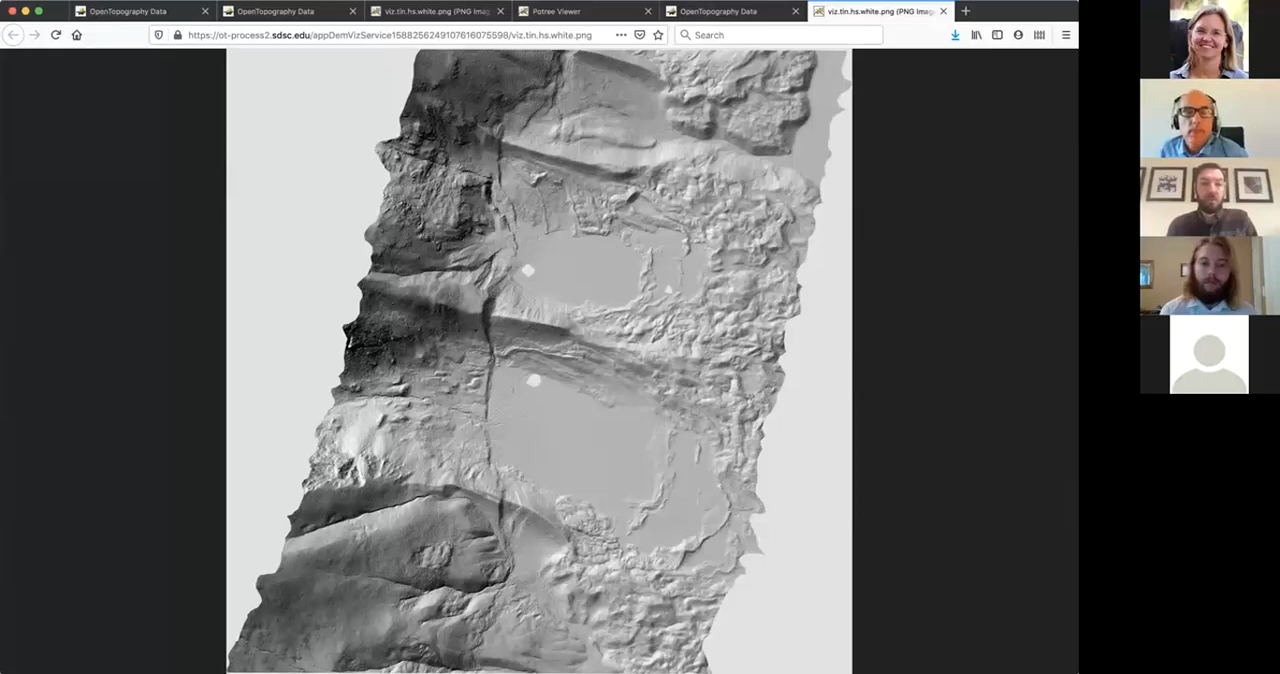 OpenTopography Data
OpenTopography Data
viz.tin.hs.white.png (PNG Imag
Potree Viewer
OpenTopography Data
viz.tin.hs.white.png (PNG Imag
https://ot-process2.sdsc.edu/appDemVizService1588256249107616075598/viz.tin.hs.white.png
Search